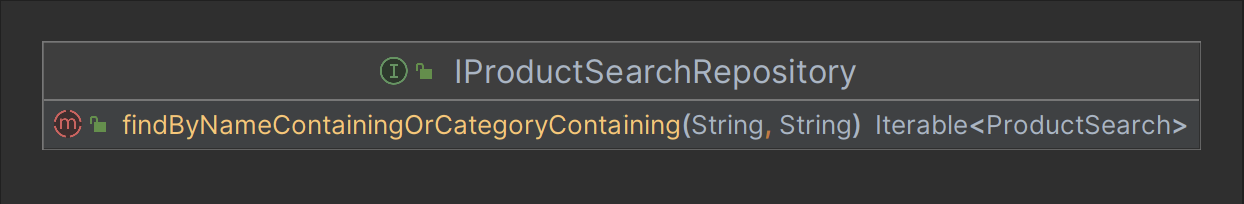 IProductSearchRepository
findByNameContainingOrCategoryContaining(String, String) Iterable<ProductSearch>